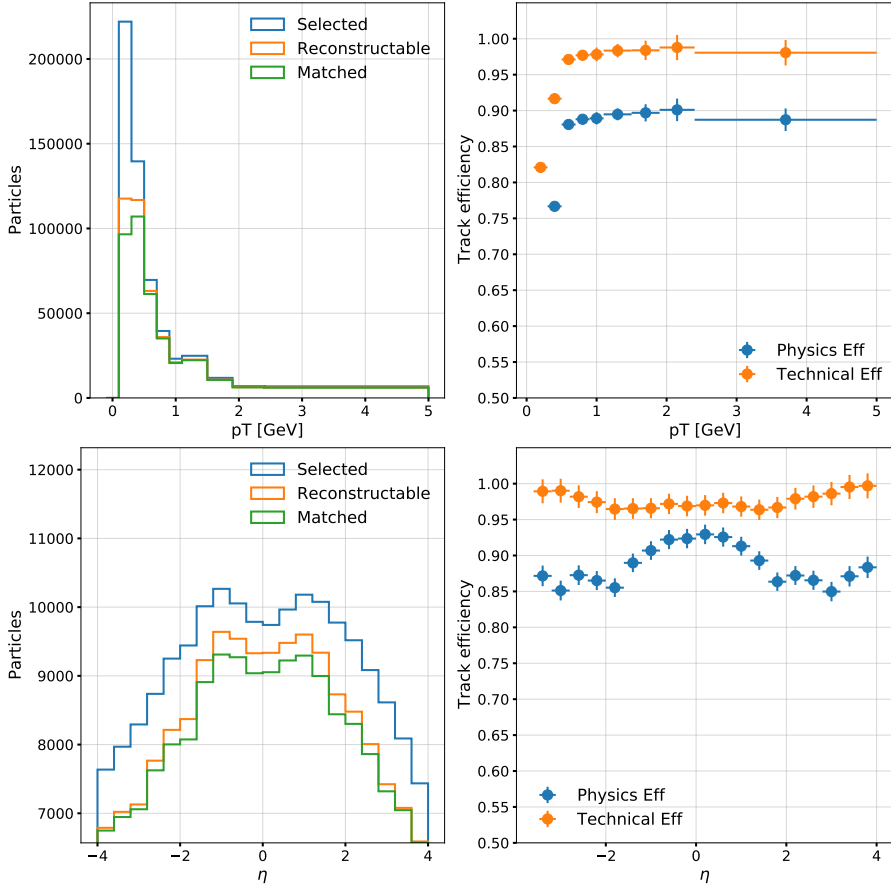 Selected
Reconstructable
Matched
Particles
200000
150000
100000
50000
0
0 1 2 3 4 5
pT [GeV]
Track efficiency
1.00
0.95
0.90
0.85
0.80
0.75
0.70
0.65
0.60
0.55
0.50
Physics Eff
Technical Eff
0 1 2 3 4 5
pT [GeV]
Selected
Reconstructable
Matched
Particles
12000
11000
10000
9000
8000
7000
−4 −2 0 2 4
η
Track efficiency
1.00
0.95
0.90
0.85
0.80
0.75
0.70
0.65
0.60
0.55
0.50
Physics Eff
Technical Eff
−2 0 2 4
η